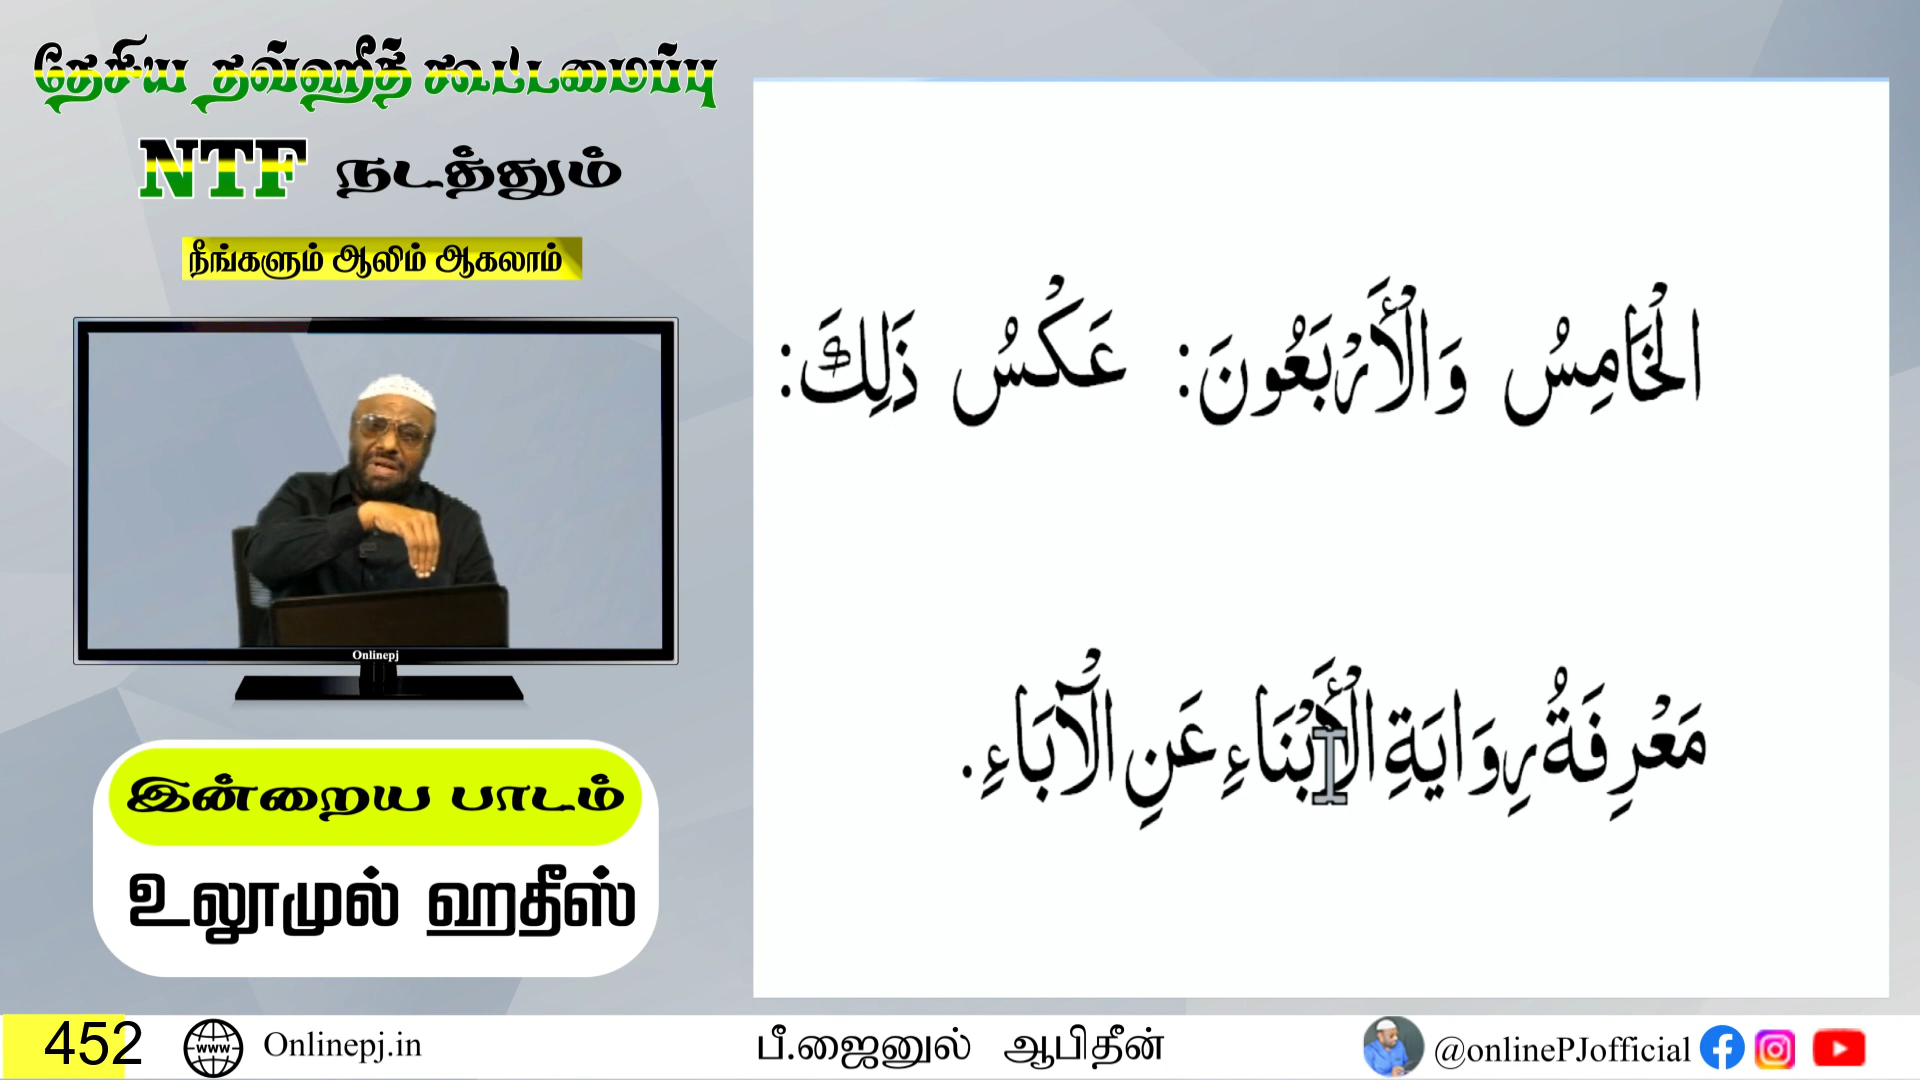 தேசிய தவ்ஹீத் கூட்டமைப்பு
NTF நடத்தும்
நீங்களும் ஆலிம் ஆகலாம்
Onlinepj
இன்றைய பாடம்
உலூமுல் ஹதீஸ்
الْخَامِسُ وَالْأَرْبَعُونَ: عَكْسُ ذَلِكَ:
مَعْرِفَةُ رِوَايَةِ الْأَبْنَاءِ عَنِ الْآبَاءِ.
452
www
Onlinepj.in
பீ.ஜைனுல் ஆபிதீன்
@onlinePJofficial